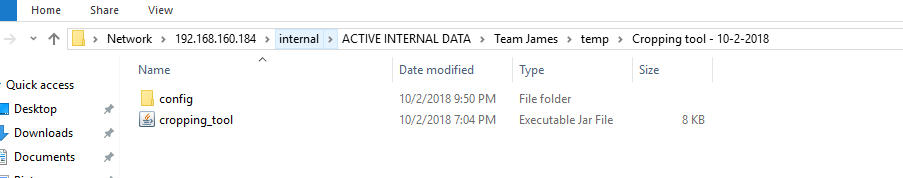 Home Share View
Network 192.168.160.184 internal ACTIVE INTERNAL DATA Team James temp Cropping tool - 10-2-2018
Name Date modified Type Size
Quick access
config 10/2/2018 9:50 PM File folder
Desktop
cropping_tool 10/2/2018 7:04 PM Executable Jar File 8 KB
Downloads
Documents